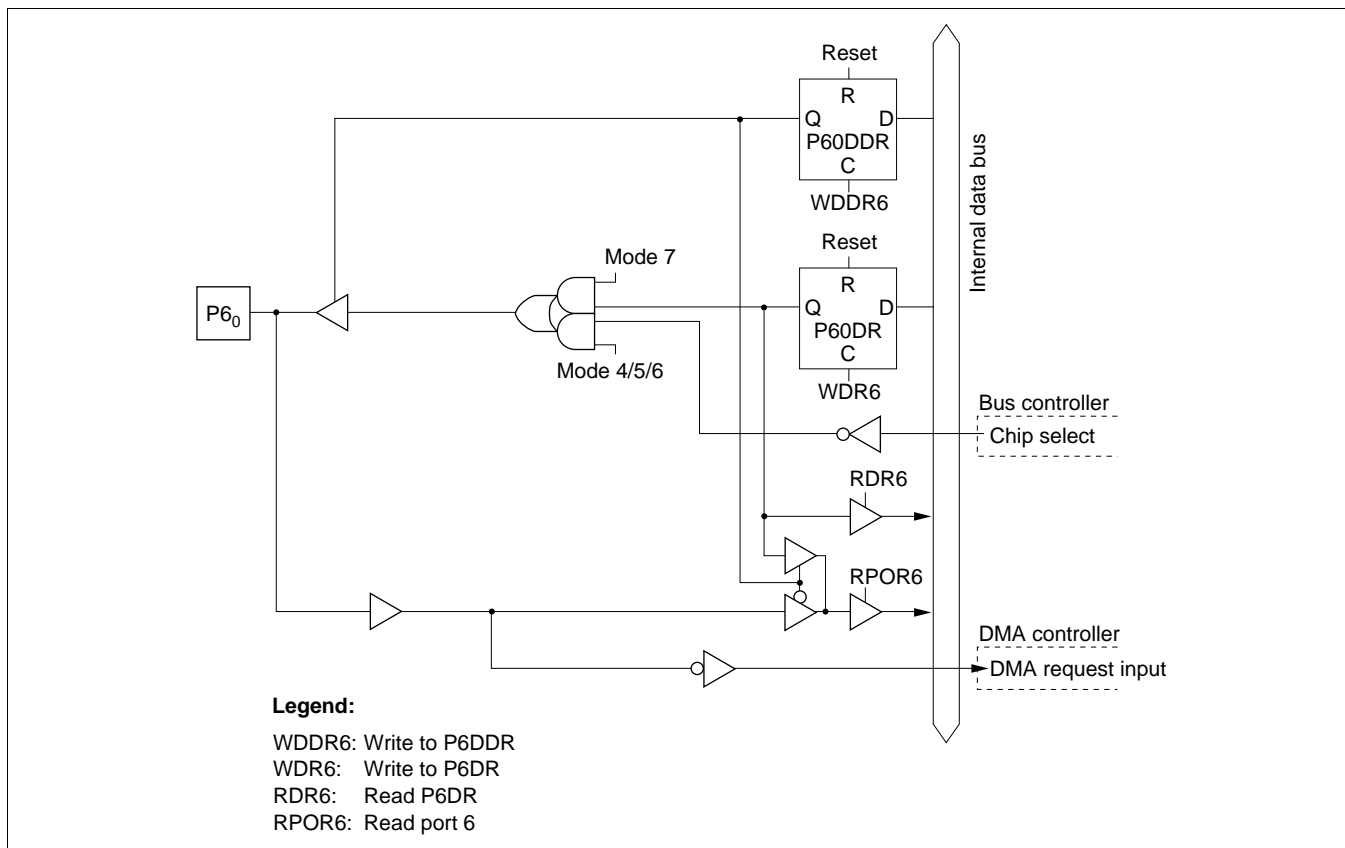 Reset
R
Q D
P60DDR
C
WDDR6
Internal data bus
Reset
Mode 7
R
Q D
P6₀
P60DR
C
Mode 4/5/6
WDR6
Bus controller
Chip select
RDR6
RPOR6
DMA controller
DMA request input
Legend:
WDDR6: Write to P6DDR
WDR6: Write to P6DR
RDR6: Read P6DR
RPOR6: Read port 6